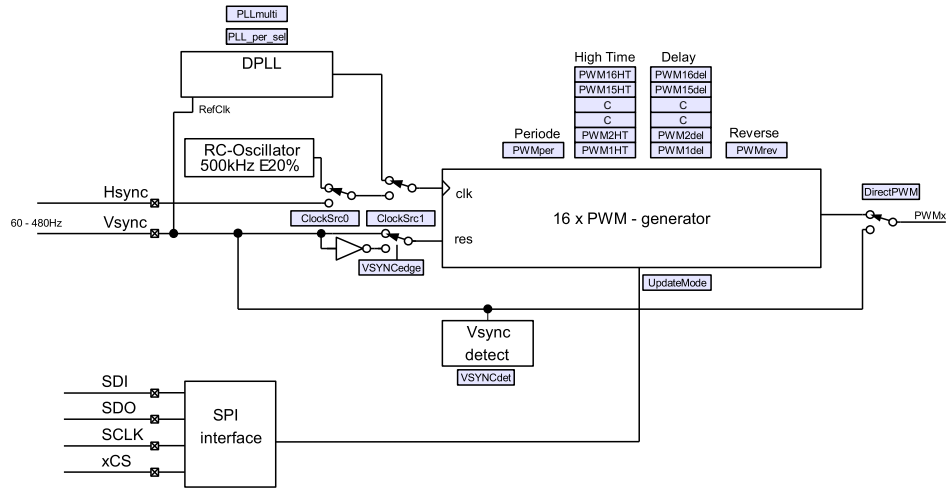 PLLmulti
PLL_per_sel
DPLL
RefClk
RC-Oscillator
500kHz E20%
High Time
PWM16HT
PWM15HT
C
C
PWM2HT
PWM1HT
Delay
PWM16del
PWM15del
C
C
PWM2del
PWM1del
Periode
PWMper
Reverse
PWMrev
Hsync
60 - 480Hz
Vsync
ClockSrc0
ClockSrc1
VSYNCedge
clk
res
16 x PWM - generator
DirectPWM
PWMx
UpdateMode
Vsync
detect
VSYNCdet
SDI
SDO
SCLK
xCS
SPI
interface